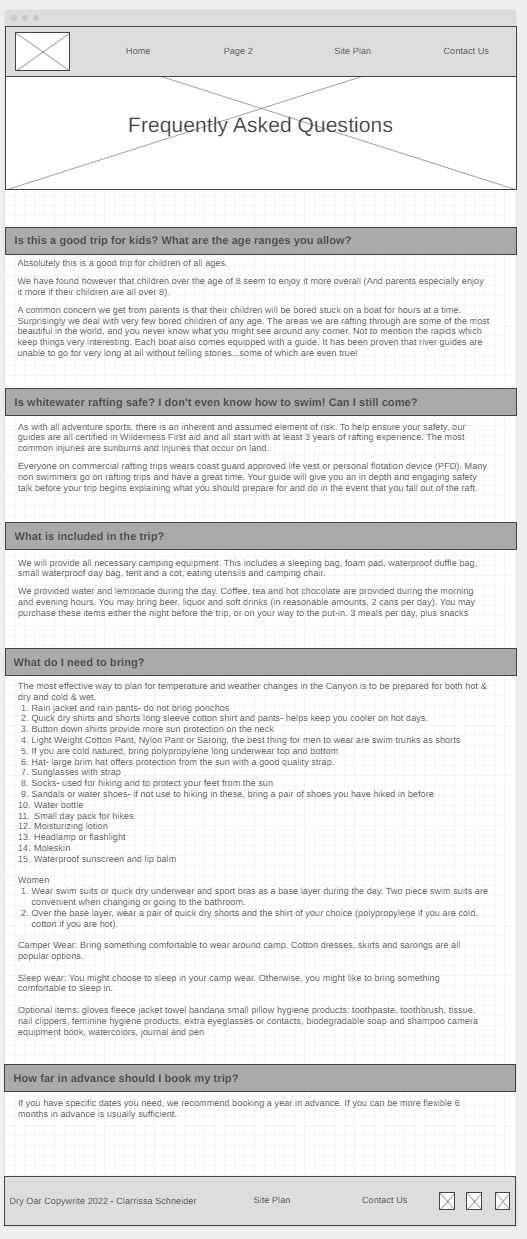 Home Page 2 Site Plan Contact Us
Frequently Asked Questions
Is this a good trip for kids? What are the age ranges you allow?
Absolutely this is a good trip for children of all ages.
We have found however that children over the age of 8 seem to enjoy it more overall (And parents especially enjoy
it more if their children are all over 8).
A common concern we get from parents is that their children will be bored stuck on a boat for hours at a time.
Surprisingly we deal with very few bored children of any age. The areas we are rafting through are some of the most
beautiful in the world, and you never know what you might see around any corner. Not to mention the rapids which
keep things very interesting. Each boat also comes equipped with a guide. It has been proven that river guides are
unable to go for very long at all without telling stories...some of which are even true!
Is whitewater rafting safe? I don't even know how to swim! Can I still come?
As with all adventure sports, there is an inherent and assumed element of risk. To help ensure your safety, our
guides are all certified in Wilderness First aid and all start with at least 3 years of rafting experience. The most
common injuries are sunburns and injuries that occur on land.
Everyone on commercial rafting trips wears coast guard approved life vest or personal flotation device (PFD). Many
non swimmers go on rafting trips and have a great time. Your guide will give you an in depth and engaging safety
talk before your trip begins explaining what you should prepare for and do in the event that you fall out of the raft.
What is included in the trip?
We will provide all necessary camping equipment. This includes a sleeping bag, foam pad, waterproof duffle bag,
small waterproof day bag, tent and a cot, eating utensils and camping chair.
We provided water and lemonade during the day. Coffee, tea and hot chocolate are provided during the morning
and evening hours. You may bring beer, liquor and soft drinks (in reasonable amounts, 2 cans per day). You may
purchase these items either the night before the trip, or on your way to the put-in. 3 meals per day, plus snacks
What do I need to bring?
The most effective way to plan for temperature and weather changes in the Canyon is to be prepared for both hot &
dry and cold & wet.
1. Rain jacket and rain pants- do not bring ponchos
2. Quick dry shirts and shorts long sleeve cotton shirt and pants- helps keep you cooler on hot days.
3. Button down shirts provide more sun protection on the neck
4. Light Weight Cotton Pant, Nylon Pant or Sarong, the best thing for men to wear are swim trunks as shorts
5. If you are cold natured, bring polypropylene long underwear top and bottom
6. Hat- large brim hat offers protection from the sun with a good quality strap.
7. Sunglasses with strap
8. Socks- used for hiking and to protect your feet from the sun
9. Sandals or water shoes- if not use to hiking in these, bring a pair of shoes you have hiked in before
10. Water bottle
11. Small day pack for hikes
12. Moisturizing lotion
13. Headlamp or flashlight
14. Moleskin
15. Waterproof sunscreen and lip balm
Women
1. Wear swim suits or quick dry underwear and sport bras as a base layer during the day. Two piece swim suits are
convenient when changing or going to the bathroom.
2. Over the base layer, wear a pair of quick dry shorts and the shirt of your choice (polypropylene if you are cold,
cotton if you are hot).
Camper Wear: Bring something comfortable to wear around camp. Cotton dresses, skirts and sarongs are all
popular options.
Sleep wear: You might choose to sleep in your camp wear. Otherwise, you might like to bring something
comfortable to sleep in.
Optional items: gloves fleece jacket towel bandana small pillow hygiene products: toothpaste, toothbrush, tissue,
nail clippers, feminine hygiene products, extra eyeglasses or contacts, biodegradable soap and shampoo camera
equipment book, watercolors, journal and pen
How far in advance should I book my trip?
If you have specific dates you need, we recommend booking a year in advance. If you can be more flexible 6
months in advance is usually sufficient.
Dry Oar Copywrite 2022 - Clarrissa Schneider Site Plan Contact Us